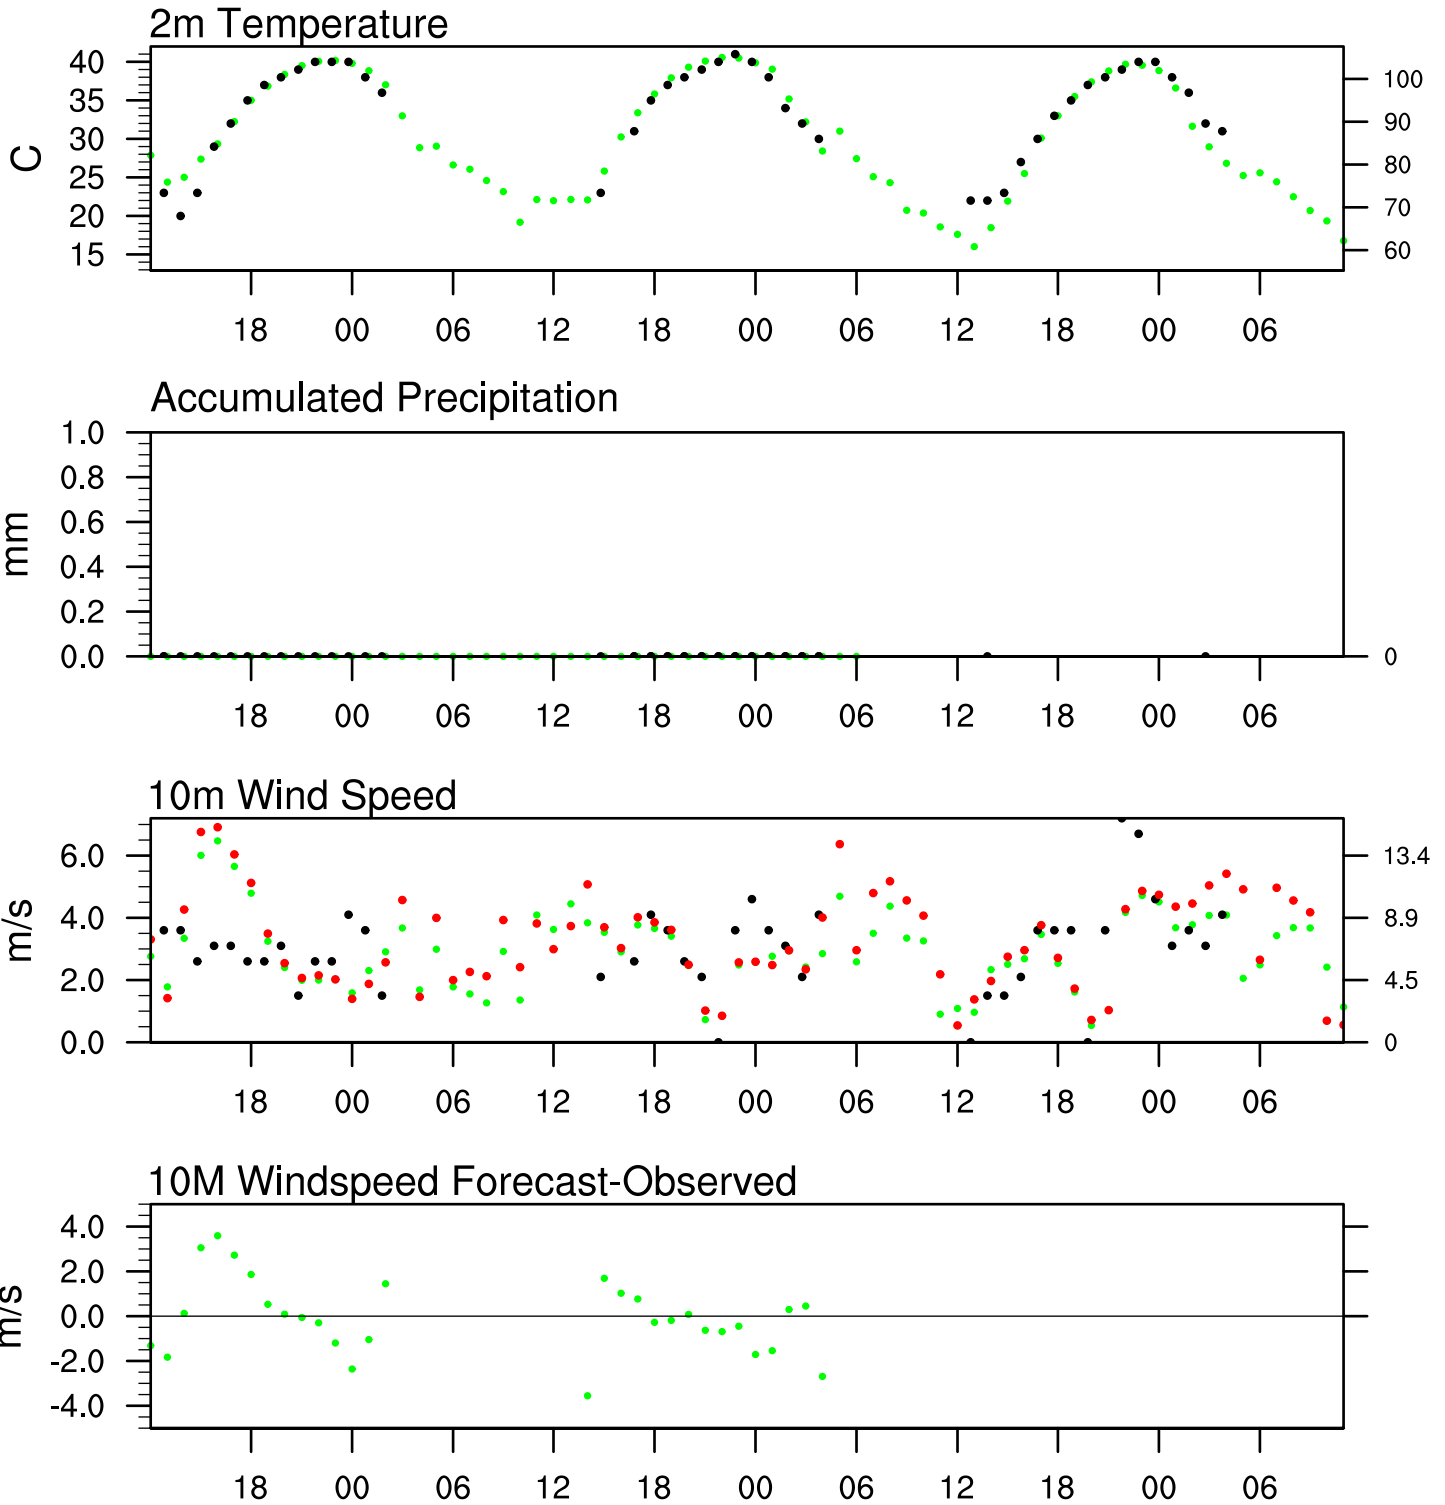 2m Temperature
40
35
30
25
20
15
C
100
90
80
70
60
18 00 06 12 18 00 06 12 18 00 06
Accumulated Precipitation
1.0
0.8
0.6
0.4
0.2
0.0
mm
0
18 00 06 12 18 00 06 12 18 00 06
10m Wind Speed
6.0
4.0
2.0
0.0
m/s
13.4
8.9
4.5
0
18 00 06 12 18 00 06 12 18 00 06
10M Windspeed Forecast-Observed
4.0
2.0
0.0
-2.0
-4.0
m/s
18 00 06 12 18 00 06 12 18 00 06